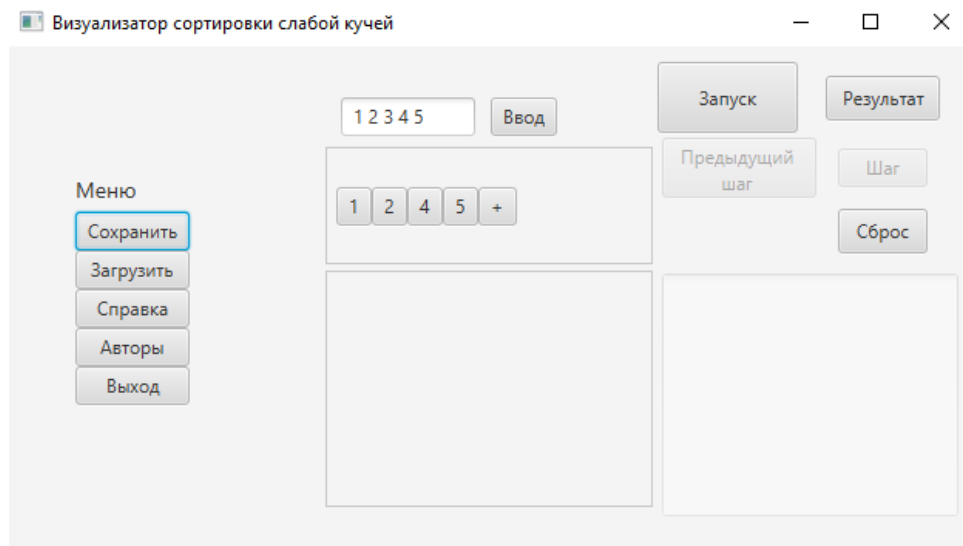 Визуализатор сортировки слабой кучей
Меню
Сохранить
Загрузить
Справка
Авторы
Выход
1 2 3 4 5
Ввод
1 2 4 5 +
Запуск
Результат
Предыдущий
шаг
Шаг
Сброс